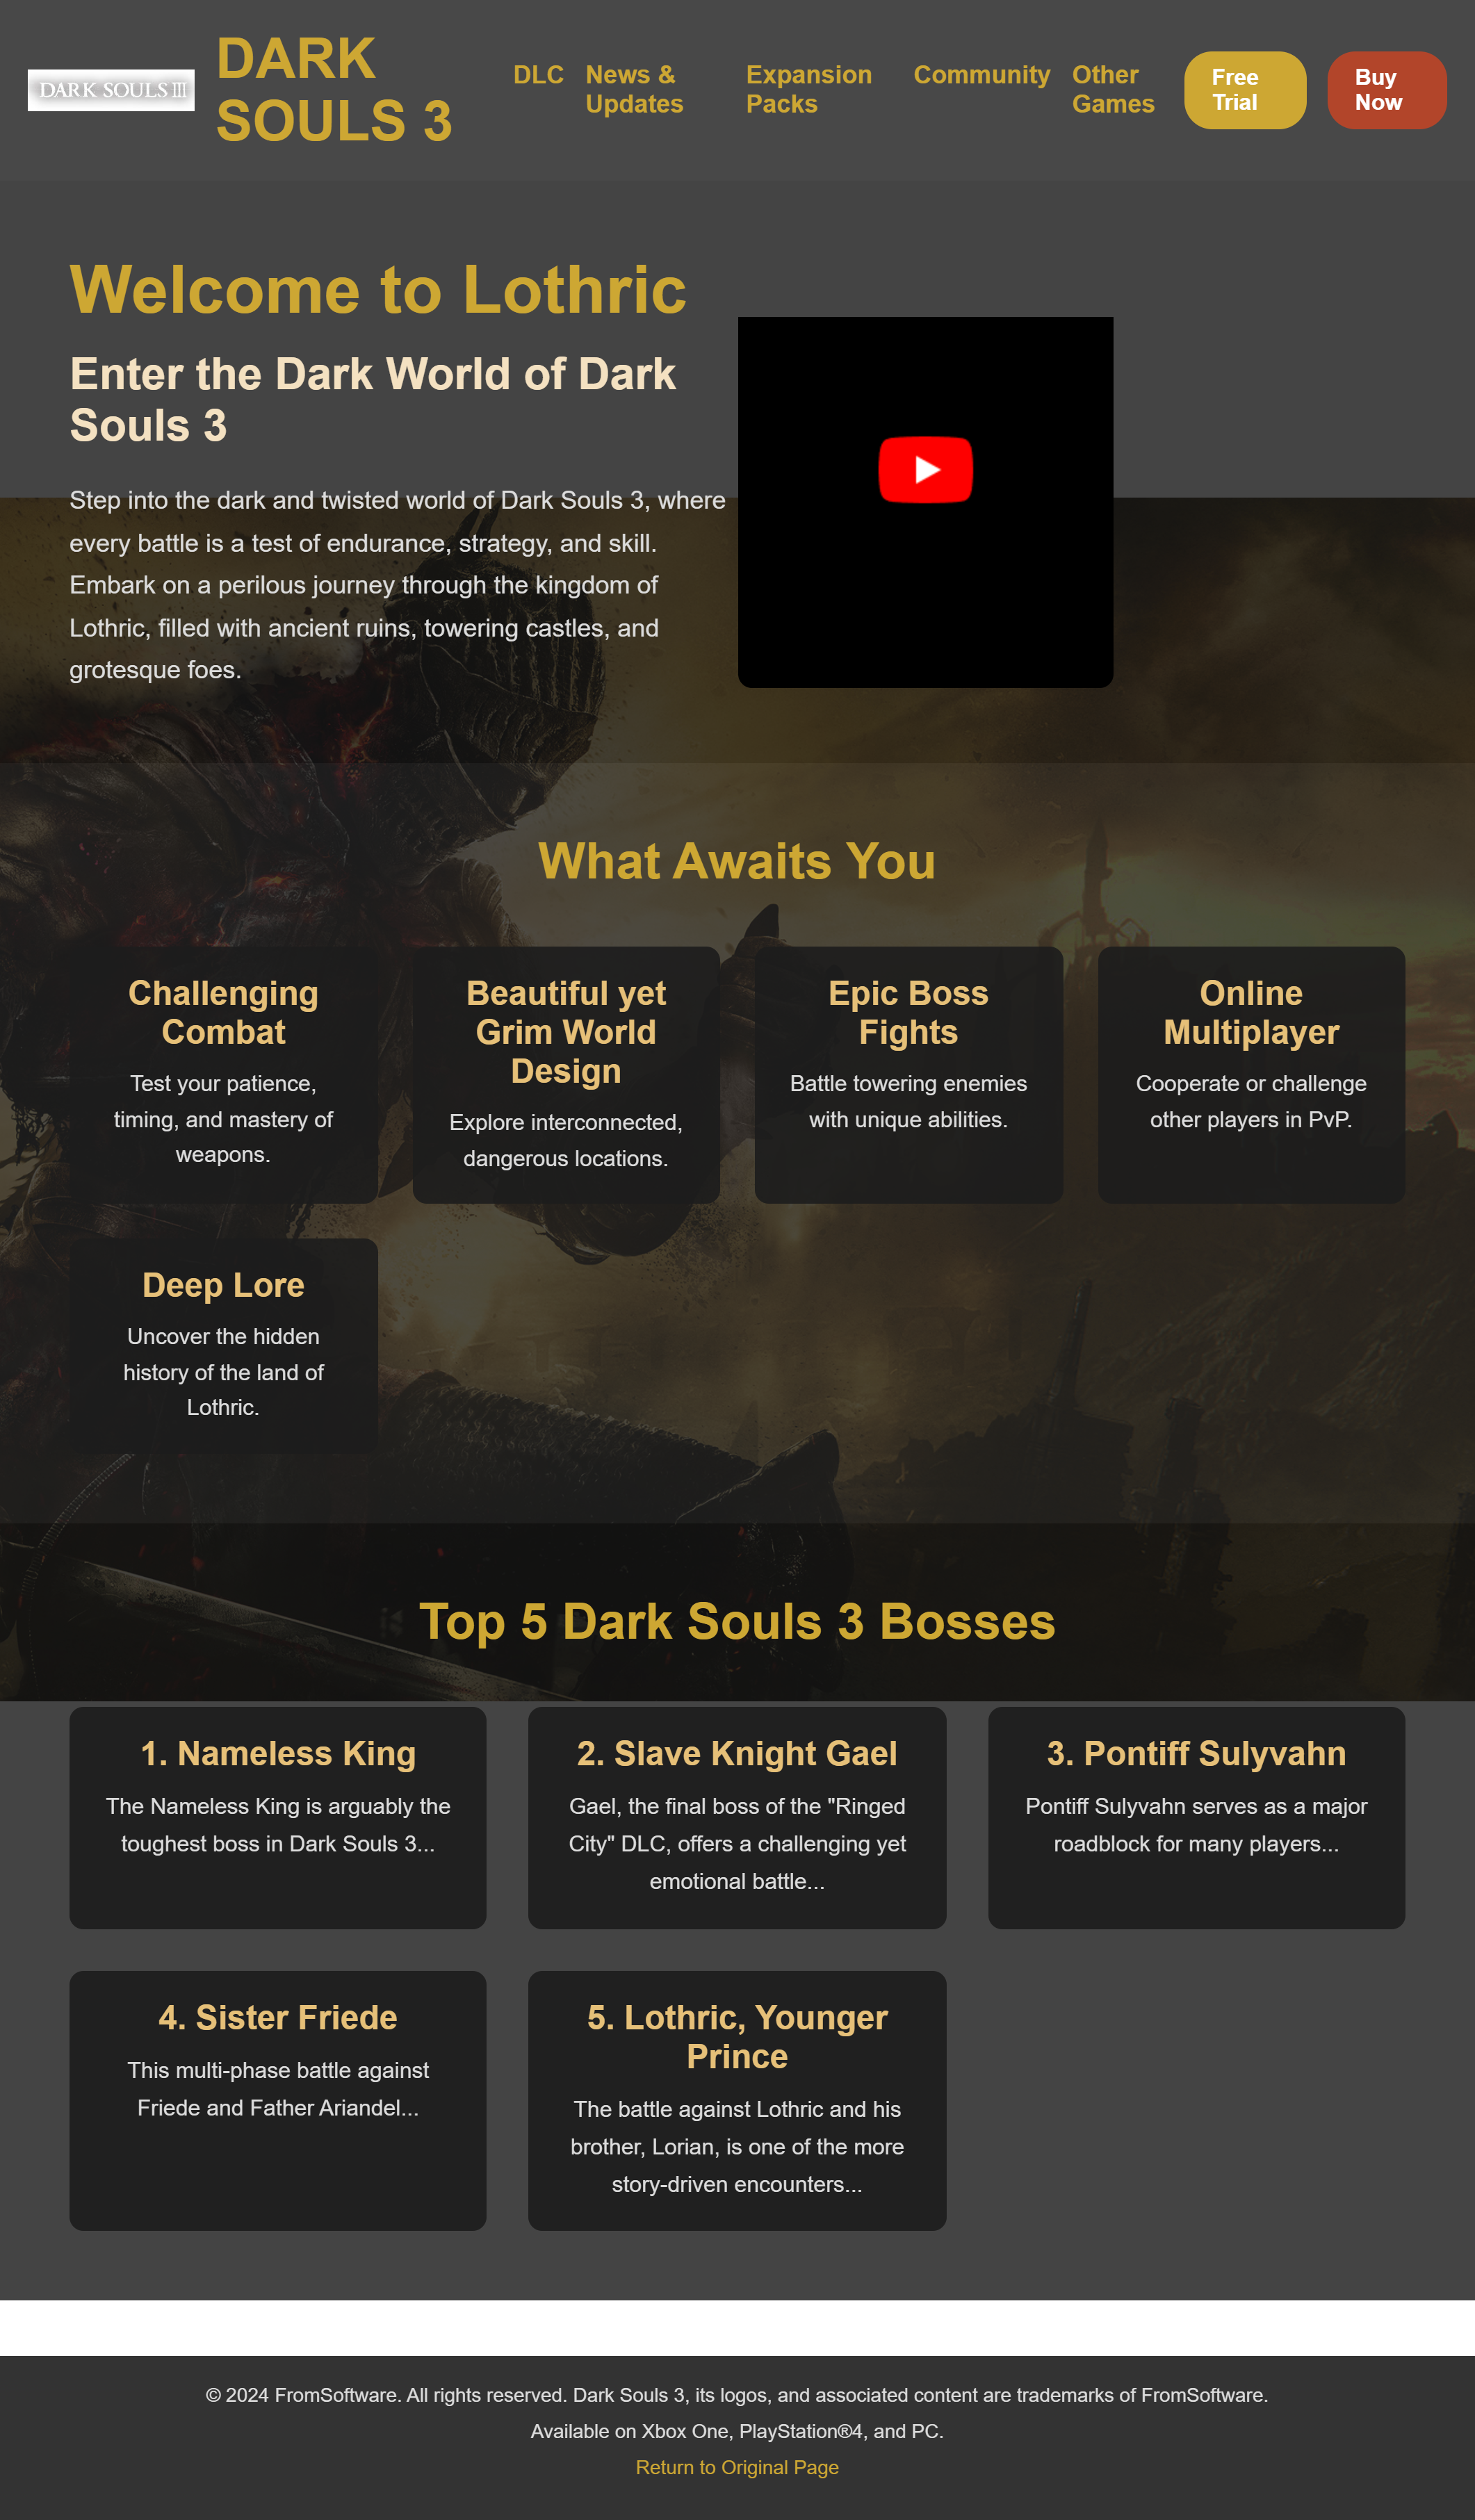 DARK SOULS III
DARK
SOULS 3
DLC
News &
Updates
Expansion
Packs
Community
Other
Games
Free
Trial
Buy
Now
Welcome to Lothric
Enter the Dark World of Dark
Souls 3
Step into the dark and twisted world of Dark Souls 3, where
every battle is a test of endurance, strategy, and skill.
Embark on a perilous journey through the kingdom of
Lothric, filled with ancient ruins, towering castles, and
grotesque foes.
What Awaits You
Challenging
Combat
Test your patience,
timing, and mastery of
weapons.
Beautiful yet
Grim World
Design
Explore interconnected,
dangerous locations.
Epic Boss
Fights
Battle towering enemies
with unique abilities.
Online
Multiplayer
Cooperate or challenge
other players in PvP.
Deep Lore
Uncover the hidden
history of the land of
Lothric.
Top 5 Dark Souls 3 Bosses
1. Nameless King
The Nameless King is arguably the
toughest boss in Dark Souls 3...
2. Slave Knight Gael
Gael, the final boss of the "Ringed
City" DLC, offers a challenging yet
emotional battle...
3. Pontiff Sulyvahn
Pontiff Sulyvahn serves as a major
roadblock for many players...
4. Sister Friede
This multi-phase battle against
Friede and Father Ariandel...
5. Lothric, Younger
Prince
The battle against Lothric and his
brother, Lorian, is one of the more
story-driven encounters...
© 2024 FromSoftware. All rights reserved. Dark Souls 3, its logos, and associated content are trademarks of FromSoftware.
Available on Xbox One, PlayStation®4, and PC.
Return to Original Page